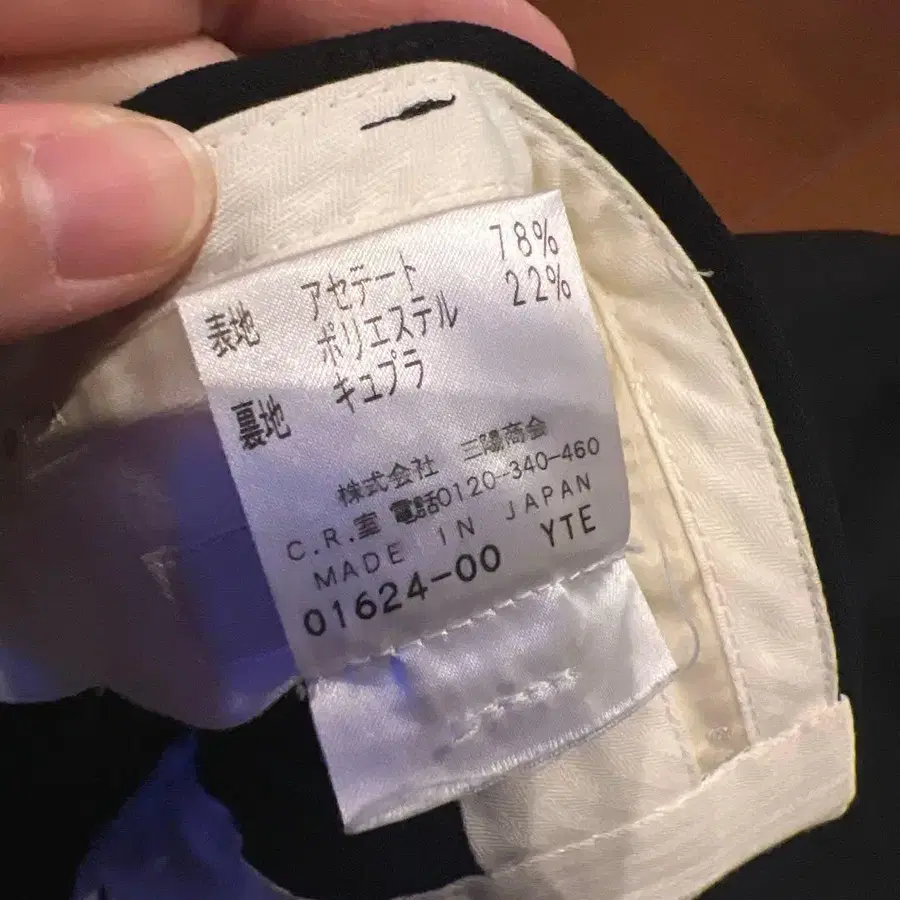 表地 アセテート 78%
ポリエステル 22%
裏地 キュプラ
株式会社 三陽商会
C.R.室 電話0120-340-460
MADE IN JAPAN
01624-00 YTE